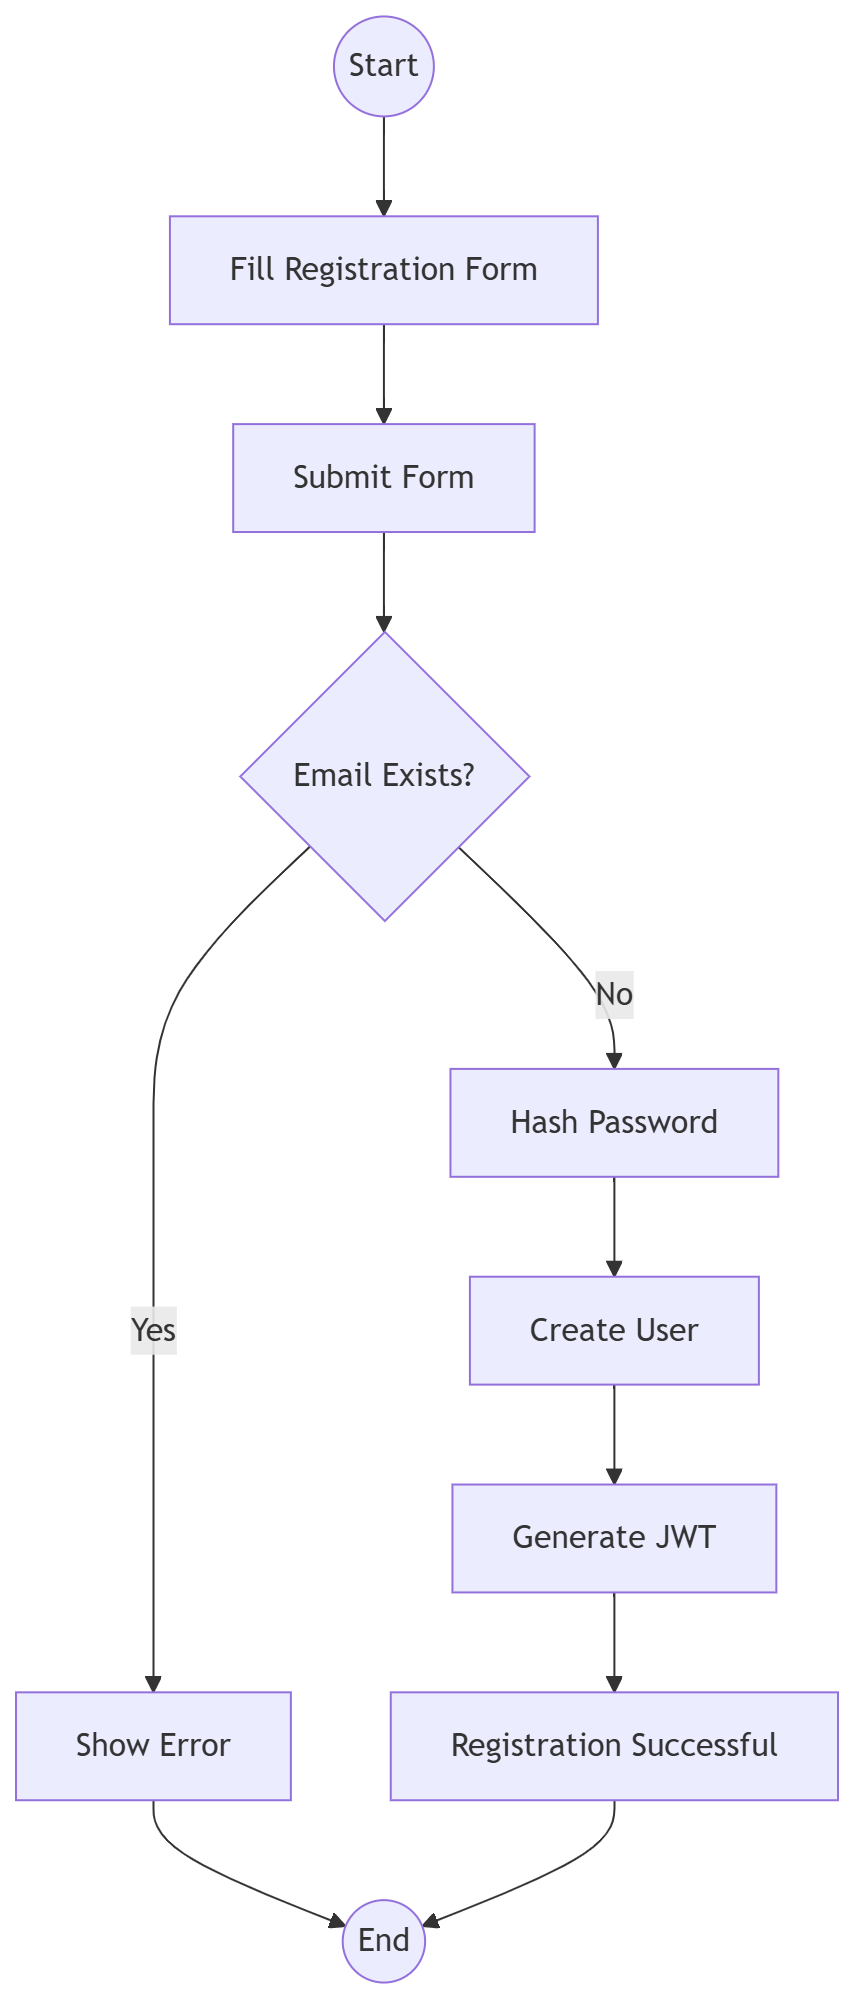 Start
Fill Registration Form
Submit Form
Email Exists?
No
Hash Password
Create User
Yes
Generate JWT
Show Error
Registration Successful
End